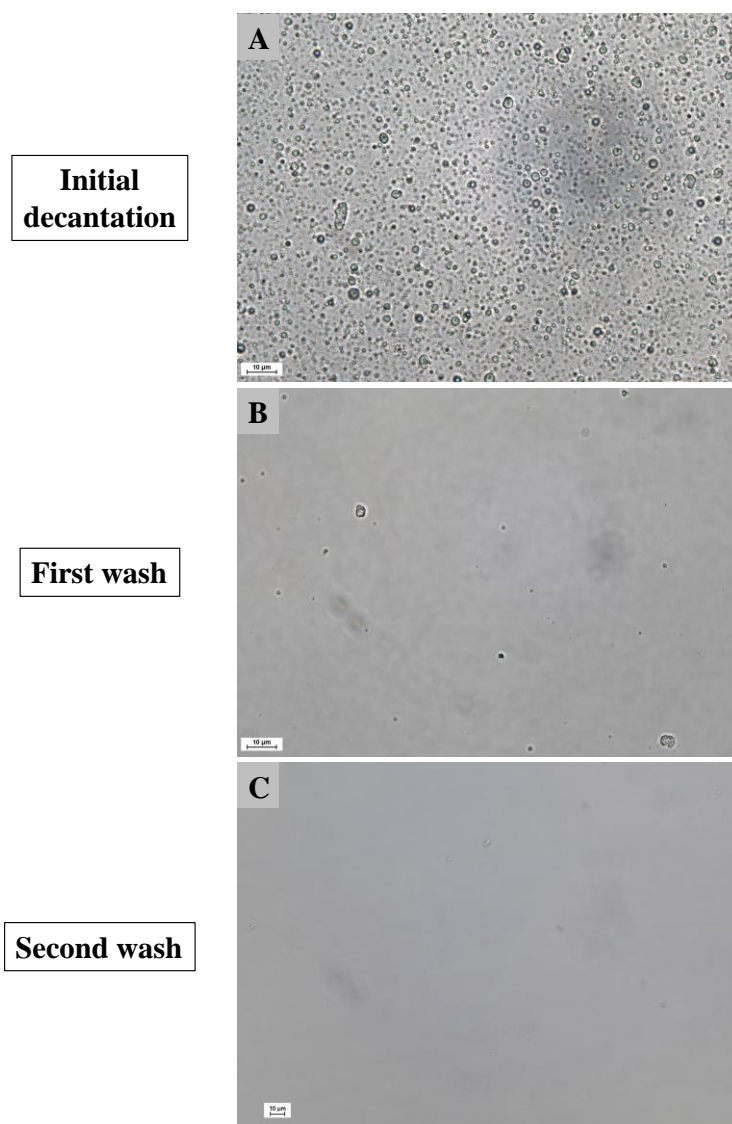 A
Initial
decantation
10 µm
B
First wash
10 µm
C
Second wash
10 µm